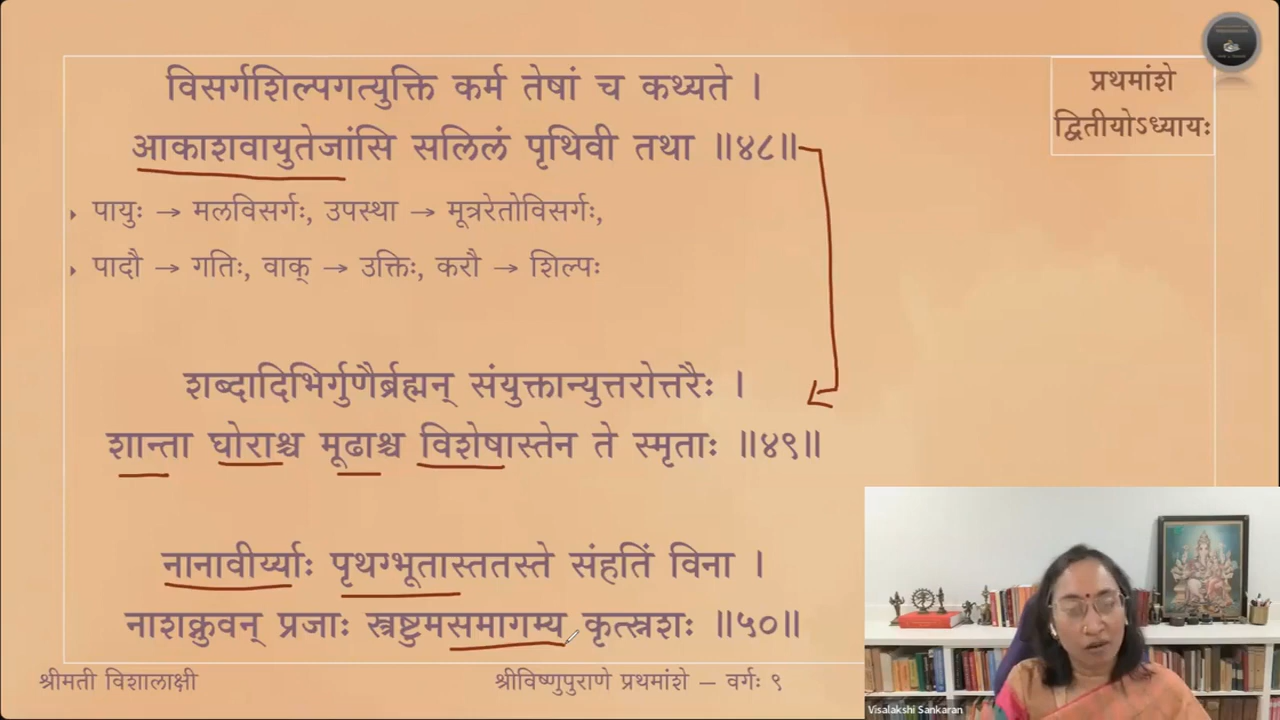 विसर्गशिल्पगत्युक्ति कर्म तेषां च कथ्यते ।
आकाशवायुतेजांसि सलिलं पृथिवी तथा ॥४८॥
प्रथमांशे
द्वितीयोऽध्यायः
पायुः → मलविसर्गः, उपस्था → मूत्ररेतोविसर्गः,
पादौ → गतिः, वाक् → उक्तिः, करौ → शिल्पः
शब्दादिभिर्गुणैर्ब्रह्मन् संयुक्तान्युत्तरोत्तरैः ।
शान्ता घोराश्च मूढाश्च विशेषास्तेन ते स्मृताः ॥४९॥
नानावीर्य्याः पृथग्भूतास्ततस्ते संहतिं विना ।
नाशक्नुवन् प्रजाः स्त्रष्टुमसमागम्य कृत्स्नशः ॥५०॥
श्रीमती विशालाक्षी
श्रीविष्णुपुराणे प्रथमांशे – वर्गः ९
Visalakshi Sankaran